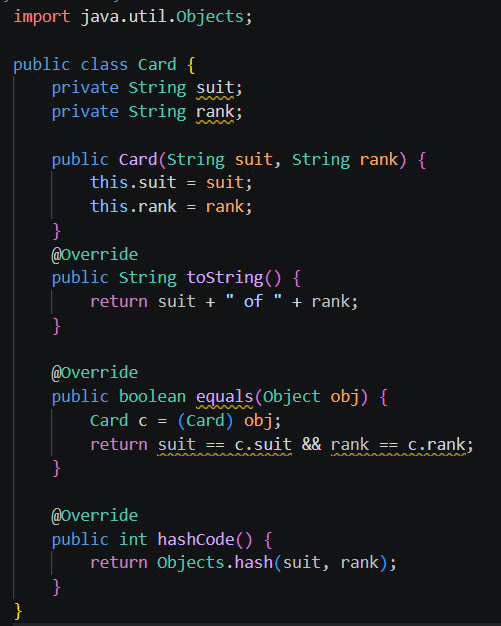 import java.util.Objects;
public class Card {
private String suit;
private String rank;
public Card(String suit, String rank) {
this.suit = suit;
this.rank = rank;
}
@Override
public String toString() {
return suit + " of " + rank;
}
@Override
public boolean equals(Object obj) {
Card c = (Card) obj;
return suit == c.suit && rank == c.rank;
}
@Override
public int hashCode() {
return Objects.hash(suit, rank);
}
}